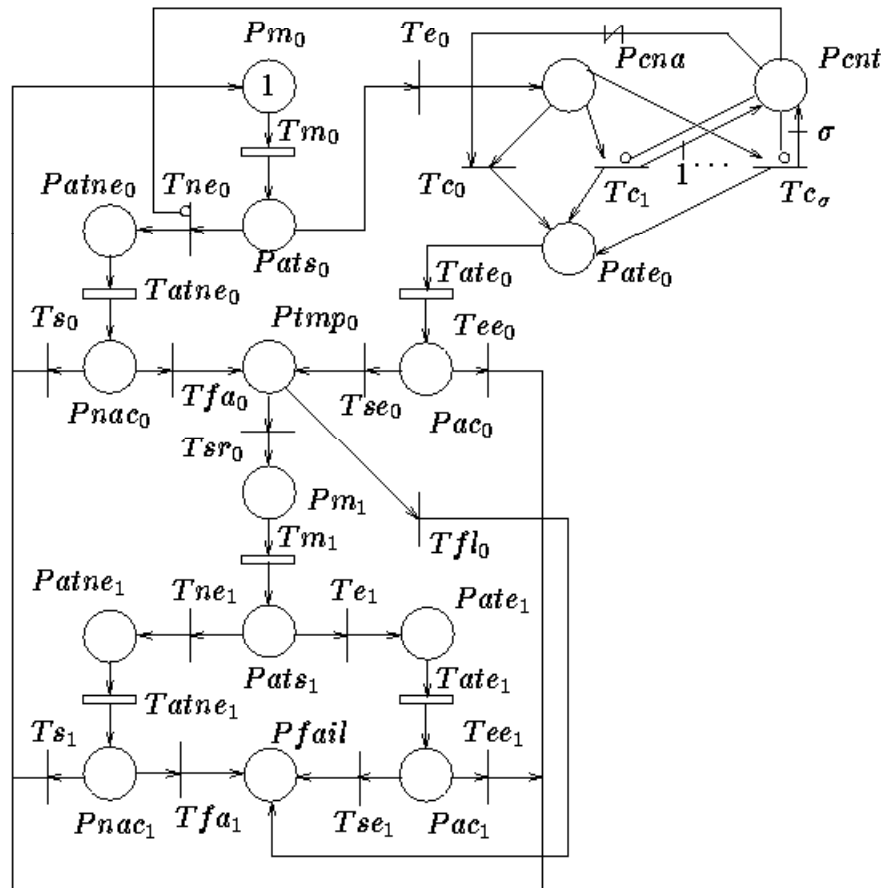 Pm₀
Te₀
Pcna
Pcnt
1
Tm₀
σ
Patne₀
Tne₀
Tc₀
Tc₁
1
...
Tc_σ
Pats₀
Pate₀
Tatne₀
Tate₀
Ts₀
Ptmp₀
Tee₀
Pnac₀
Tfa₀
Tse₀
Pac₀
Tsr₀
Pm₁
Tm₁
Tfl₀
Patne₁
Tne₁
Te₁
Pate₁
Pats₁
Tatne₁
Tate₁
Ts₁
Pfail
Tee₁
Pnac₁
Tfa₁
Tse₁
Pac₁